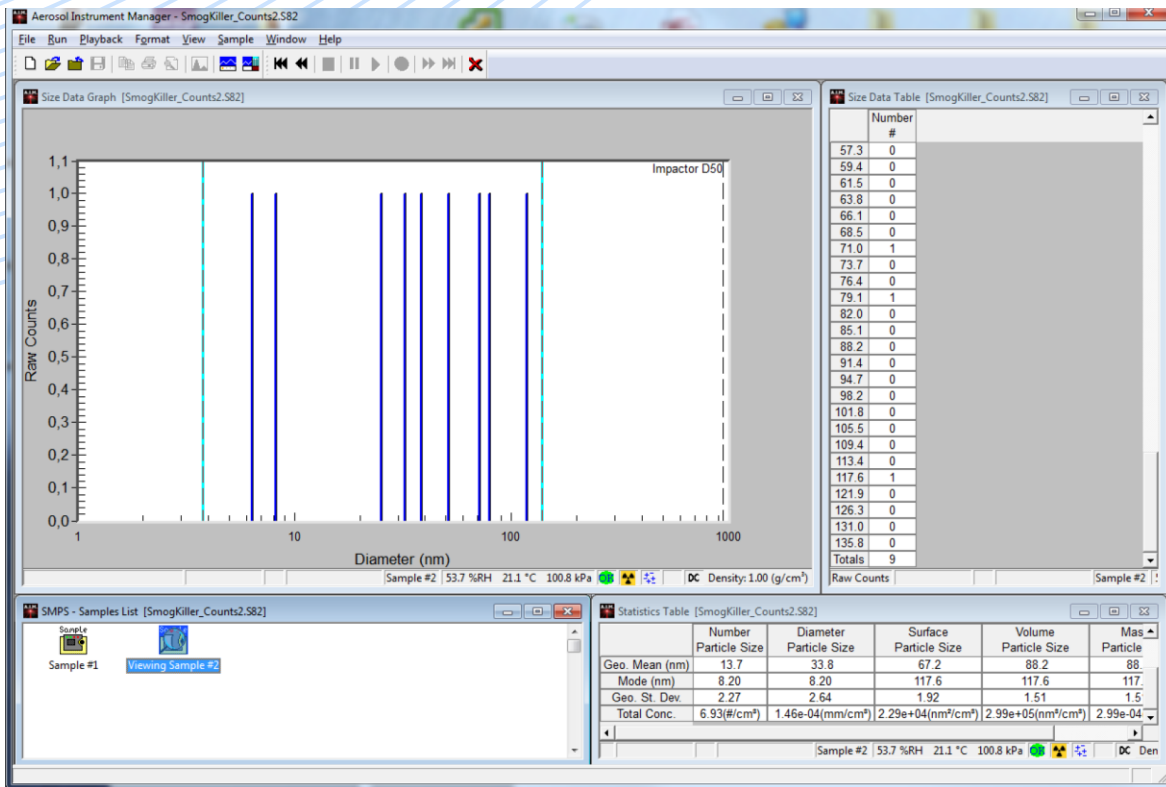 Aerosol Instrument Manager - SmogKiller_Counts2.S82
File Run Playback Format View Sample Window Help
Size Data Graph [SmogKiller_Counts2.S82]
Impactor D50
1,1
1,0
0,9
0,8
0,7
0,6
0,5
0,4
0,3
0,2
0,1
0,0
Raw Counts
1 10 100 1000
Diameter (nm)
Sample #2 53.7 %RH 21.1 °C 100.8 kPa DC Density: 1.00 (g/cm³)
Size Data Table [SmogKiller_Counts2.S82]
Number
#
57.3 0
59.4 0
61.5 0
63.8 0
66.1 0
68.5 0
71.0 1
73.7 0
76.4 0
79.1 1
82.0 0
85.1 0
88.2 0
91.4 0
94.7 0
98.2 0
101.8 0
105.5 0
109.4 0
113.4 0
117.6 1
121.9 0
126.3 0
131.0 0
135.8 0
Totals 9
Raw Counts Sample #2
SMPS - Samples List [SmogKiller_Counts2.S82]
Sample
Sample #1 Viewing Sample #2
Statistics Table [SmogKiller_Counts2.S82]
Number Diameter Surface Volume Mas
Particle Size Particle Size Particle Size Particle Size Particle
Geo. Mean (nm) 13.7 33.8 67.2 88.2 88.
Mode (nm) 8.20 8.20 117.6 117.6 117.
Geo. St. Dev. 2.27 2.64 1.92 1.51 1.5
Total Conc. 6.93(#/cm³) 1.46e-04(mm/cm³) 2.29e+04(nm²/cm³) 2.99e+05(nm³/cm³) 2.99e-04
Sample #2 53.7 %RH 21.1 °C 100.8 kPa DC Den